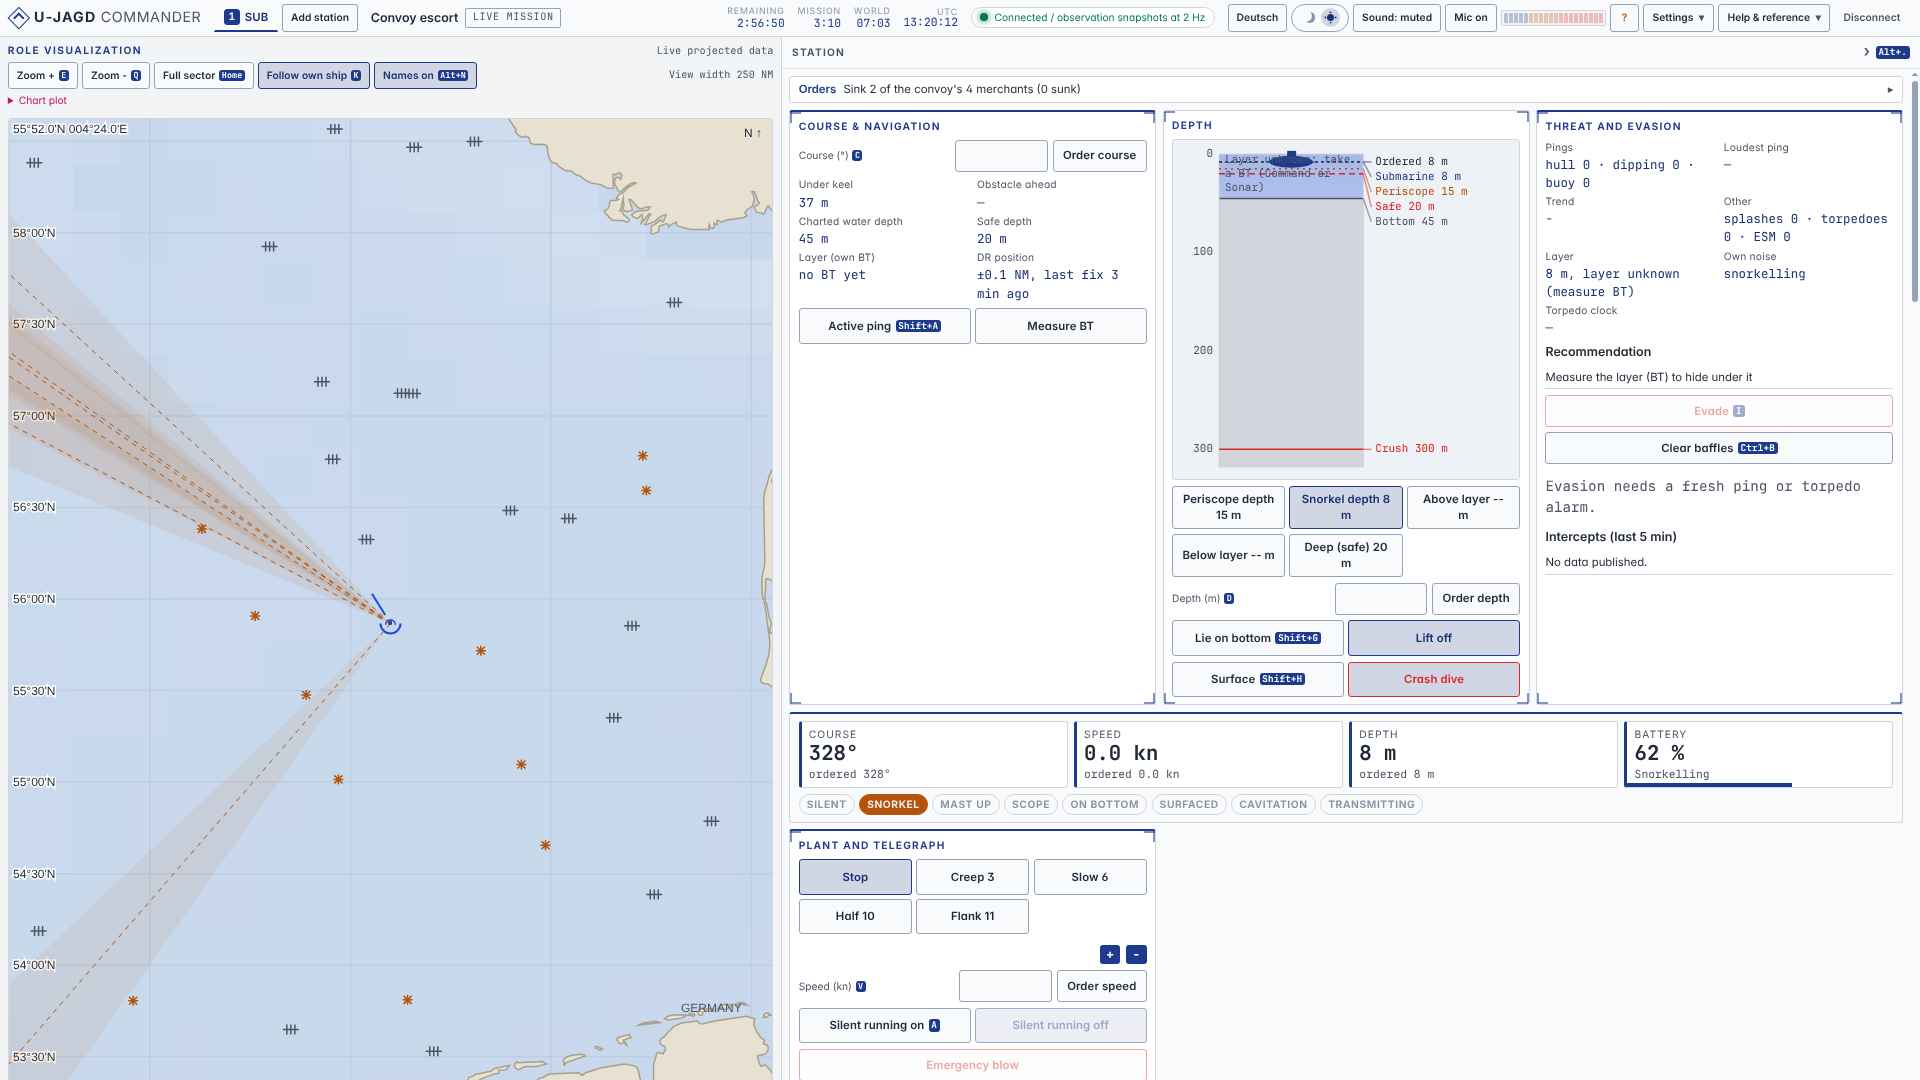 U-JAGD COMMANDER
1 SUB
Add station
Convoy escort
LIVE MISSION
REMAINING
2:56:50
MISSION
3:10
WORLD
07:03
UTC
13:20:12
Connected / observation snapshots at 2 Hz
Deutsch
Sound: muted
Mic on
?
Settings ▾
Help & reference ▾
Disconnect
ROLE VISUALIZATION
Live projected data
Zoom + E
Zoom - Q
Full sector Home
Follow own ship K
Names on Alt+N
View width 250 NM
Chart plot
55°52.0'N 004°24.0'E
N ↑
58°00'N
57°30'N
57°00'N
56°30'N
56°00'N
55°30'N
55°00'N
54°30'N
54°00'N
53°30'N
GERMANY
STATION
Alt+.
Orders Sink 2 of the convoy's 4 merchants (0 sunk)
COURSE & NAVIGATION
Course (°) C
Order course
Under keel
37 m
Obstacle ahead
—
Charted water depth
45 m
Safe depth
20 m
Layer (own BT)
no BT yet
DR position
±0.1 NM, last fix 3
min ago
Active ping Shift+A
Measure BT
DEPTH
0
100
200
300
Layer unknown: take
a BT (Command or
Sonar)
Ordered 8 m
Submarine 8 m
Periscope 15 m
Safe 20 m
Bottom 45 m
Crush 300 m
Periscope depth
15 m
Snorkel depth 8
m
Above layer --
m
Below layer -- m
Deep (safe) 20
m
Depth (m) D
Order depth
Lie on bottom Shift+G
Lift off
Surface Shift+H
Crash dive
THREAT AND EVASION
Pings
hull 0 · dipping 0 ·
buoy 0
Loudest ping
—
Trend
-
Other
splashes 0 · torpedoes
0 · ESM 0
Layer
8 m, layer unknown
(measure BT)
Own noise
snorkelling
Torpedo clock
—
Recommendation
Measure the layer (BT) to hide under it
Evade I
Clear baffles Ctrl+B
Evasion needs a fresh ping or torpedo
alarm.
Intercepts (last 5 min)
No data published.
COURSE
328°
ordered 328°
SPEED
0.0 kn
ordered 0.0 kn
DEPTH
8 m
ordered 8 m
BATTERY
62 %
Snorkelling
SILENT
SNORKEL
MAST UP
SCOPE
ON BOTTOM
SURFACED
CAVITATION
TRANSMITTING
PLANT AND TELEGRAPH
Stop
Creep 3
Slow 6
Half 10
Flank 11
+
-
Speed (kn) V
Order speed
Silent running on A
Silent running off
Emergency blow